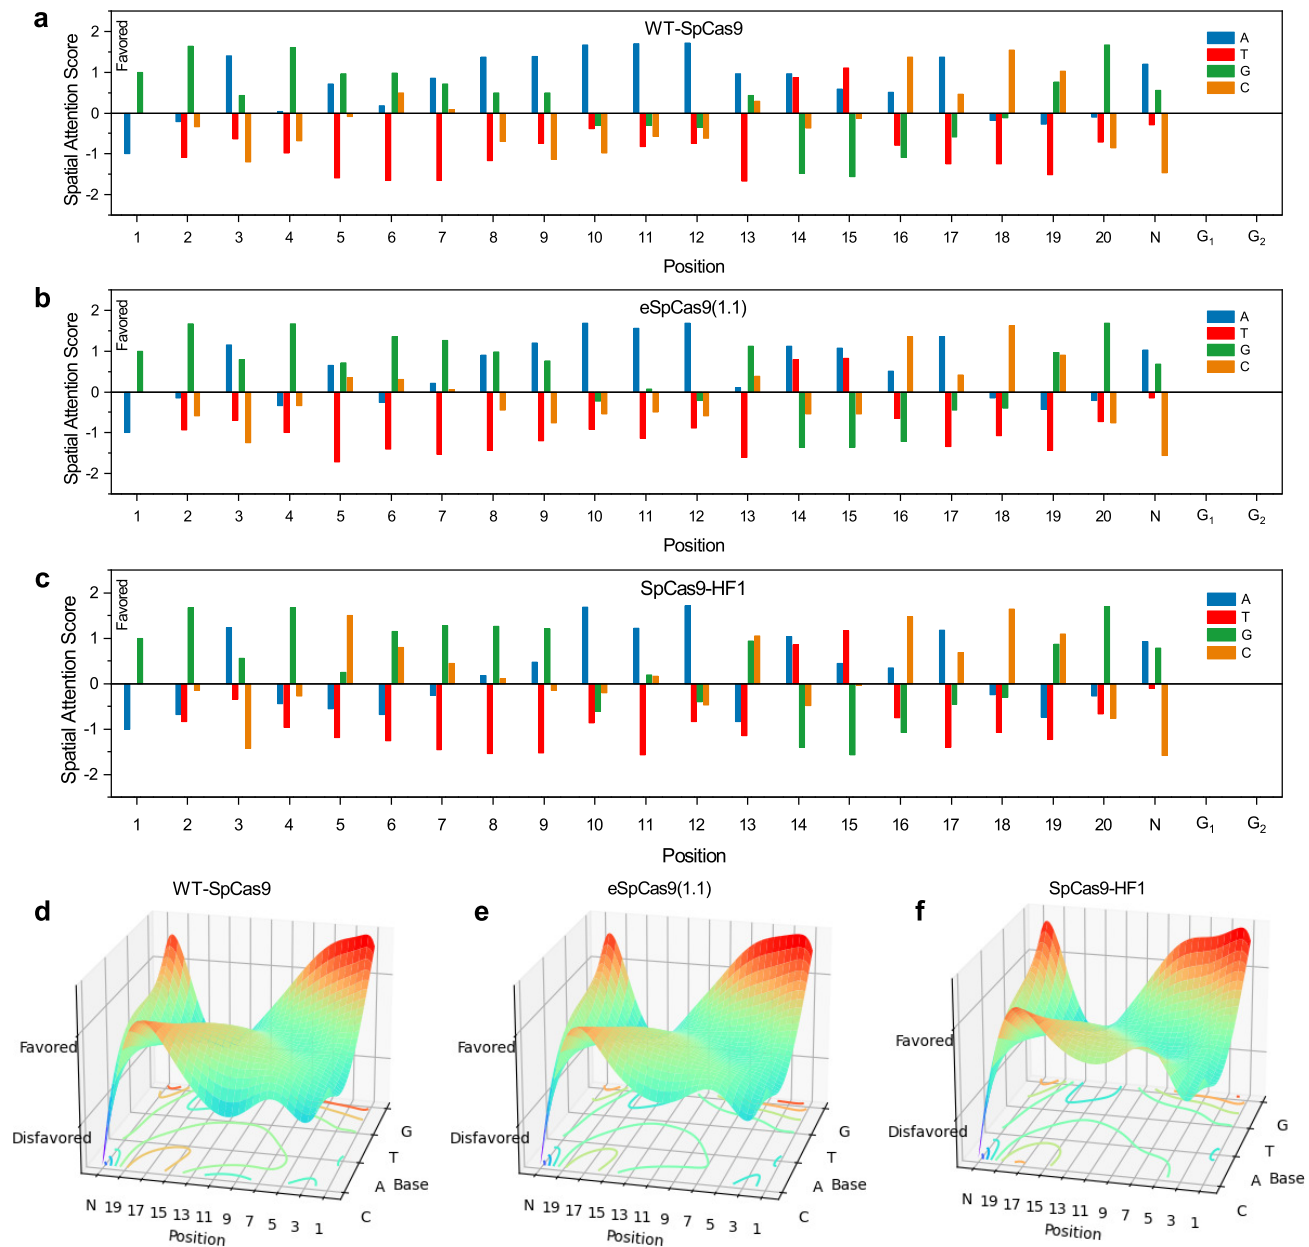 a
WT-SpCas9
Favored
Spatial Attention Score
2
1
0
-1
-2
A
T
G
C
1 2 3 4 5 6 7 8 9 10 11 12 13 14 15 16 17 18 19 20 N G₁ G₂
Position
b
eSpCas9(1.1)
Favored
Spatial Attention Score
2
1
0
-1
-2
A
T
G
C
1 2 3 4 5 6 7 8 9 10 11 12 13 14 15 16 17 18 19 20 N G₁ G₂
Position
c
SpCas9-HF1
Favored
Spatial Attention Score
2
1
0
-1
-2
A
T
G
C
1 2 3 4 5 6 7 8 9 10 11 12 13 14 15 16 17 18 19 20 N G₁ G₂
Position
d
WT-SpCas9
Favored
Disfavored
N 19 17 15 13 11 9 7 5 3 1
Position
G
T
A Base
C
e
eSpCas9(1.1)
Favored
Disfavored
N 19 17 15 13 11 9 7 5 3 1
Position
G
T
A Base
C
f
SpCas9-HF1
Favored
Disfavored
N 19 17 15 13 11 9 7 5 3 1
Position
G
T
A Base
C